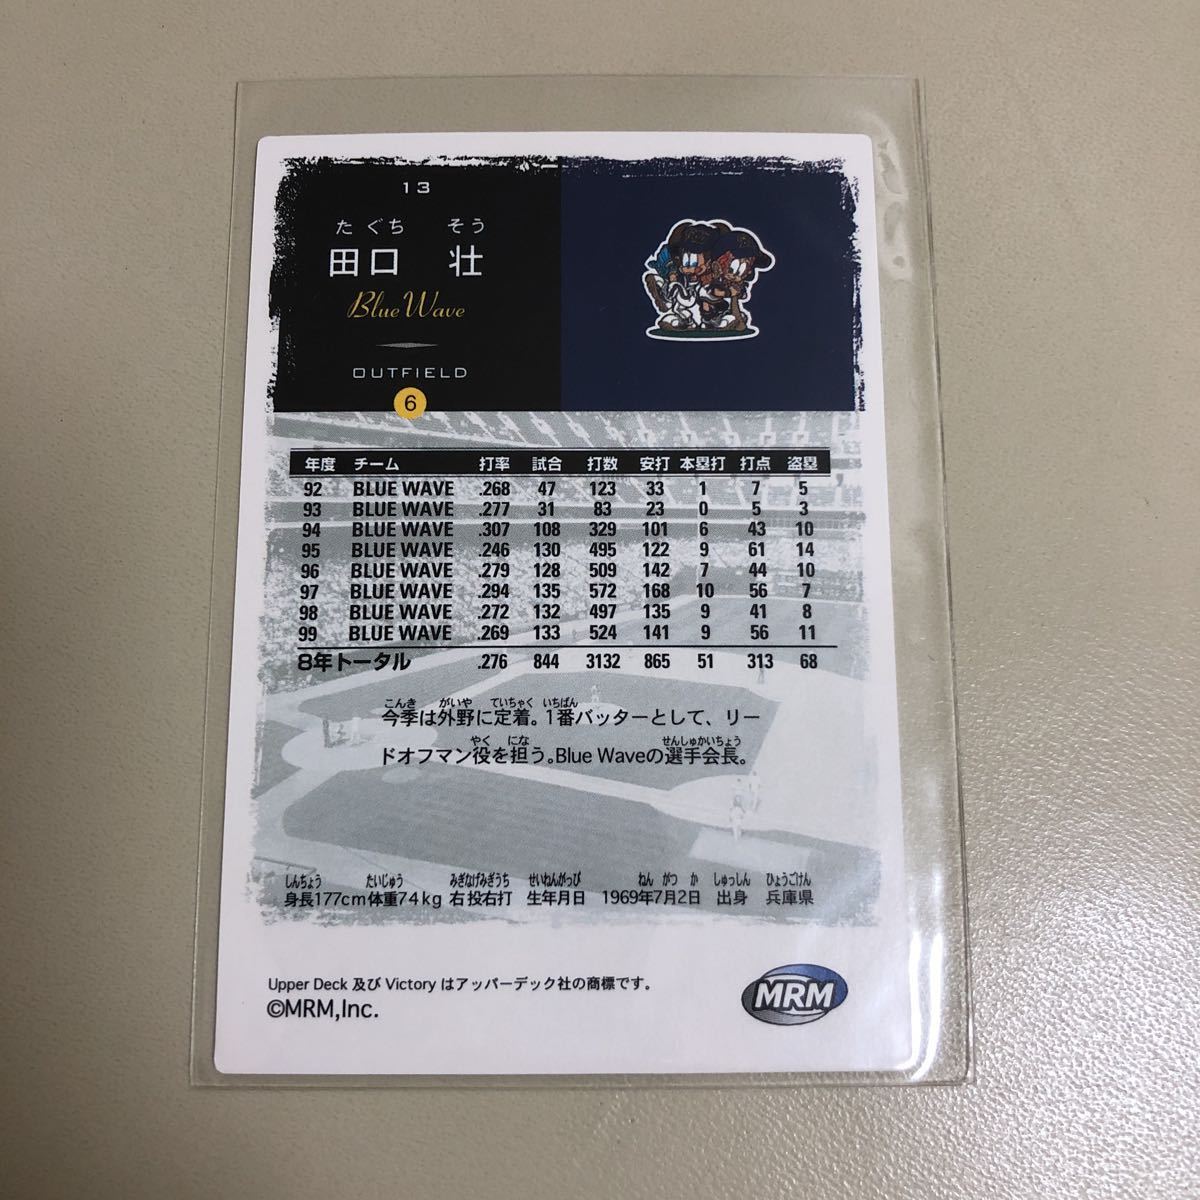 13
たぐち そう
田口 壮
Blue Wave
OUTFIELD
6
年度 チーム 打率 試合 打数 安打 本塁打 打点 盗塁
92 BLUE WAVE .268 47 123 33 1 7 5
93 BLUE WAVE .277 31 83 23 0 5 3
94 BLUE WAVE .307 108 329 101 6 43 10
95 BLUE WAVE .246 130 495 122 9 61 14
96 BLUE WAVE .279 128 509 142 7 44 10
97 BLUE WAVE .294 135 572 168 10 56 7
98 BLUE WAVE .272 132 497 135 9 41 8
99 BLUE WAVE .269 133 524 141 9 56 11
8年トータル .276 844 3132 865 51 313 68
こんき がいや ていちゃく いちばん
今季は外野に定着。1番バッターとして、リー
やく にな せんしゅかいちょう
ドオフマン役を担う。Blue Waveの選手会長。
しんちょう たいじゅう みぎなげみぎうち せいねんがっぴ ねん がつ か しゅっしん ひょうごけん
身長177cm 体重74kg 右投右打 生年月日 1969年7月2日 出身 兵庫県
Upper Deck 及び Victory はアッパーデック社の商標です。
©MRM,Inc.
MRM